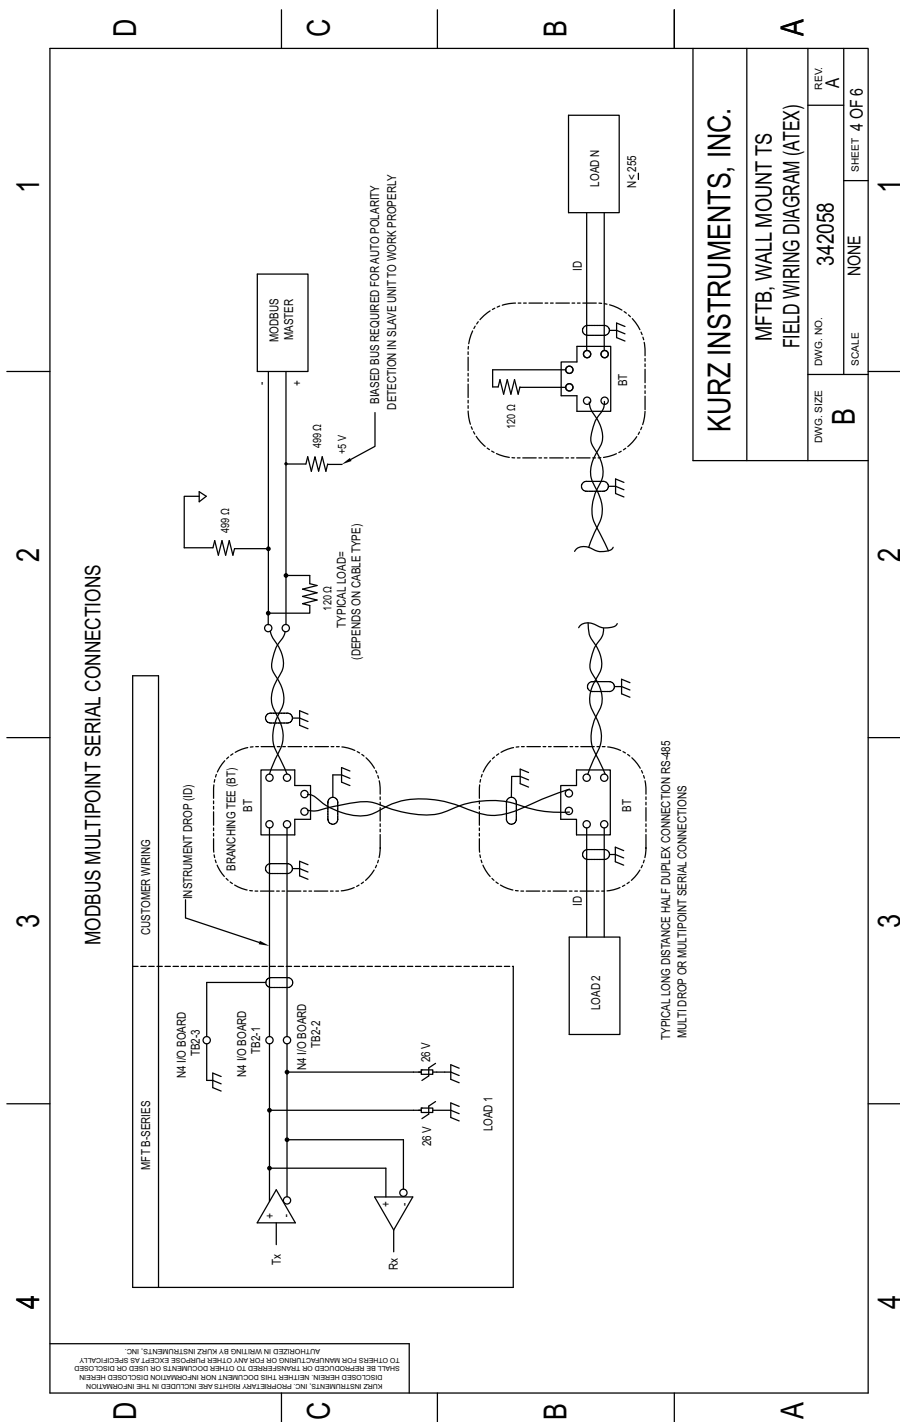 4
3
2
1
D
C
B
A
KURZ INSTRUMENTS, INC. PROPRIETARY RIGHTS ARE INCLUDED IN THE INFORMATION
DISCLOSED HEREIN. NEITHER THIS DOCUMENT NOR INFORMATION DISCLOSED HEREIN
SHALL BE REPRODUCED OR TRANSFERRED TO OTHER DOCUMENTS OR USED OR DISCLOSED
TO OTHERS FOR MANUFACTURING OR FOR ANY OTHER PURPOSE EXCEPT AS SPECIFICALLY
AUTHORIZED IN WRITING BY KURZ INSTRUMENTS, INC.
MODBUS MULTIPOINT SERIAL CONNECTIONS
MFT B-SERIES
CUSTOMER WIRING
N4 I/O BOARD
TB2-3
N4 I/O BOARD
TB2-1
N4 I/O BOARD
TB2-2
INSTRUMENT DROP (ID)
BRANCHING TEE (BT)
BT
Tx
+
-
Rx
+
-
26 V
26 V
LOAD 1
499 Ω
120 Ω
TYPICAL LOAD=
(DEPENDS ON CABLE TYPE)
499 Ω
+5 V
-
+
MODBUS
MASTER
BIASED BUS REQUIRED FOR AUTO POLARITY
DETECTION IN SLAVE UNIT TO WORK PROPERLY
LOAD 2
ID
BT
TYPICAL LONG DISTANCE HALF DUPLEX CONNECTION RS-485
MULTI DROP OR MULTIPOINT SERIAL CONNECTIONS
120 Ω
BT
ID
LOAD N
N≤255
KURZ INSTRUMENTS, INC.
MFTB, WALL MOUNT TS
FIELD WIRING DIAGRAM (ATEX)
DWG. SIZE
B
DWG. NO.
342058
REV.
A
SCALE
NONE
SHEET 4 OF 6
D
C
B
A
4
3
2
1